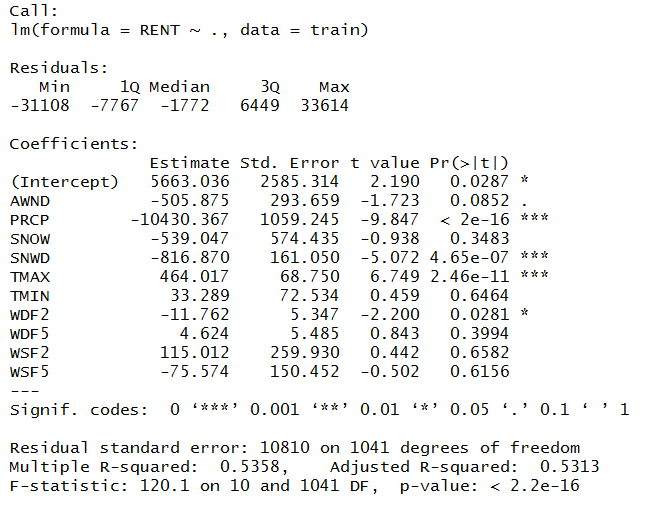 Call:
lm(formula = RENT ~ ., data = train)
Residuals:
Min 1Q Median 3Q Max
-31108 -7767 -1772 6449 33614
Coefficients:
Estimate Std. Error t value Pr(>|t|)
(Intercept) 5663.036 2585.314 2.190 0.0287 *
AWND -505.875 293.659 -1.723 0.0852 .
PRCP -10430.367 1059.245 -9.847 < 2e-16 ***
SNOW -539.047 574.435 -0.938 0.3483
SNWD -816.870 161.050 -5.072 4.65e-07 ***
TMAX 464.017 68.750 6.749 2.46e-11 ***
TMIN 33.289 72.534 0.459 0.6464
WDF2 -11.762 5.347 -2.200 0.0281 *
WDF5 4.624 5.485 0.843 0.3994
WSF2 115.012 259.930 0.442 0.6582
WSF5 -75.574 150.452 -0.502 0.6156
---
Signif. codes: 0 ‘***’ 0.001 ‘**’ 0.01 ‘*’ 0.05 ‘.’ 0.1 ‘ ’ 1
Residual standard error: 10810 on 1041 degrees of freedom
Multiple R-squared: 0.5358, Adjusted R-squared: 0.5313
F-statistic: 120.1 on 10 and 1041 DF, p-value: < 2.2e-16